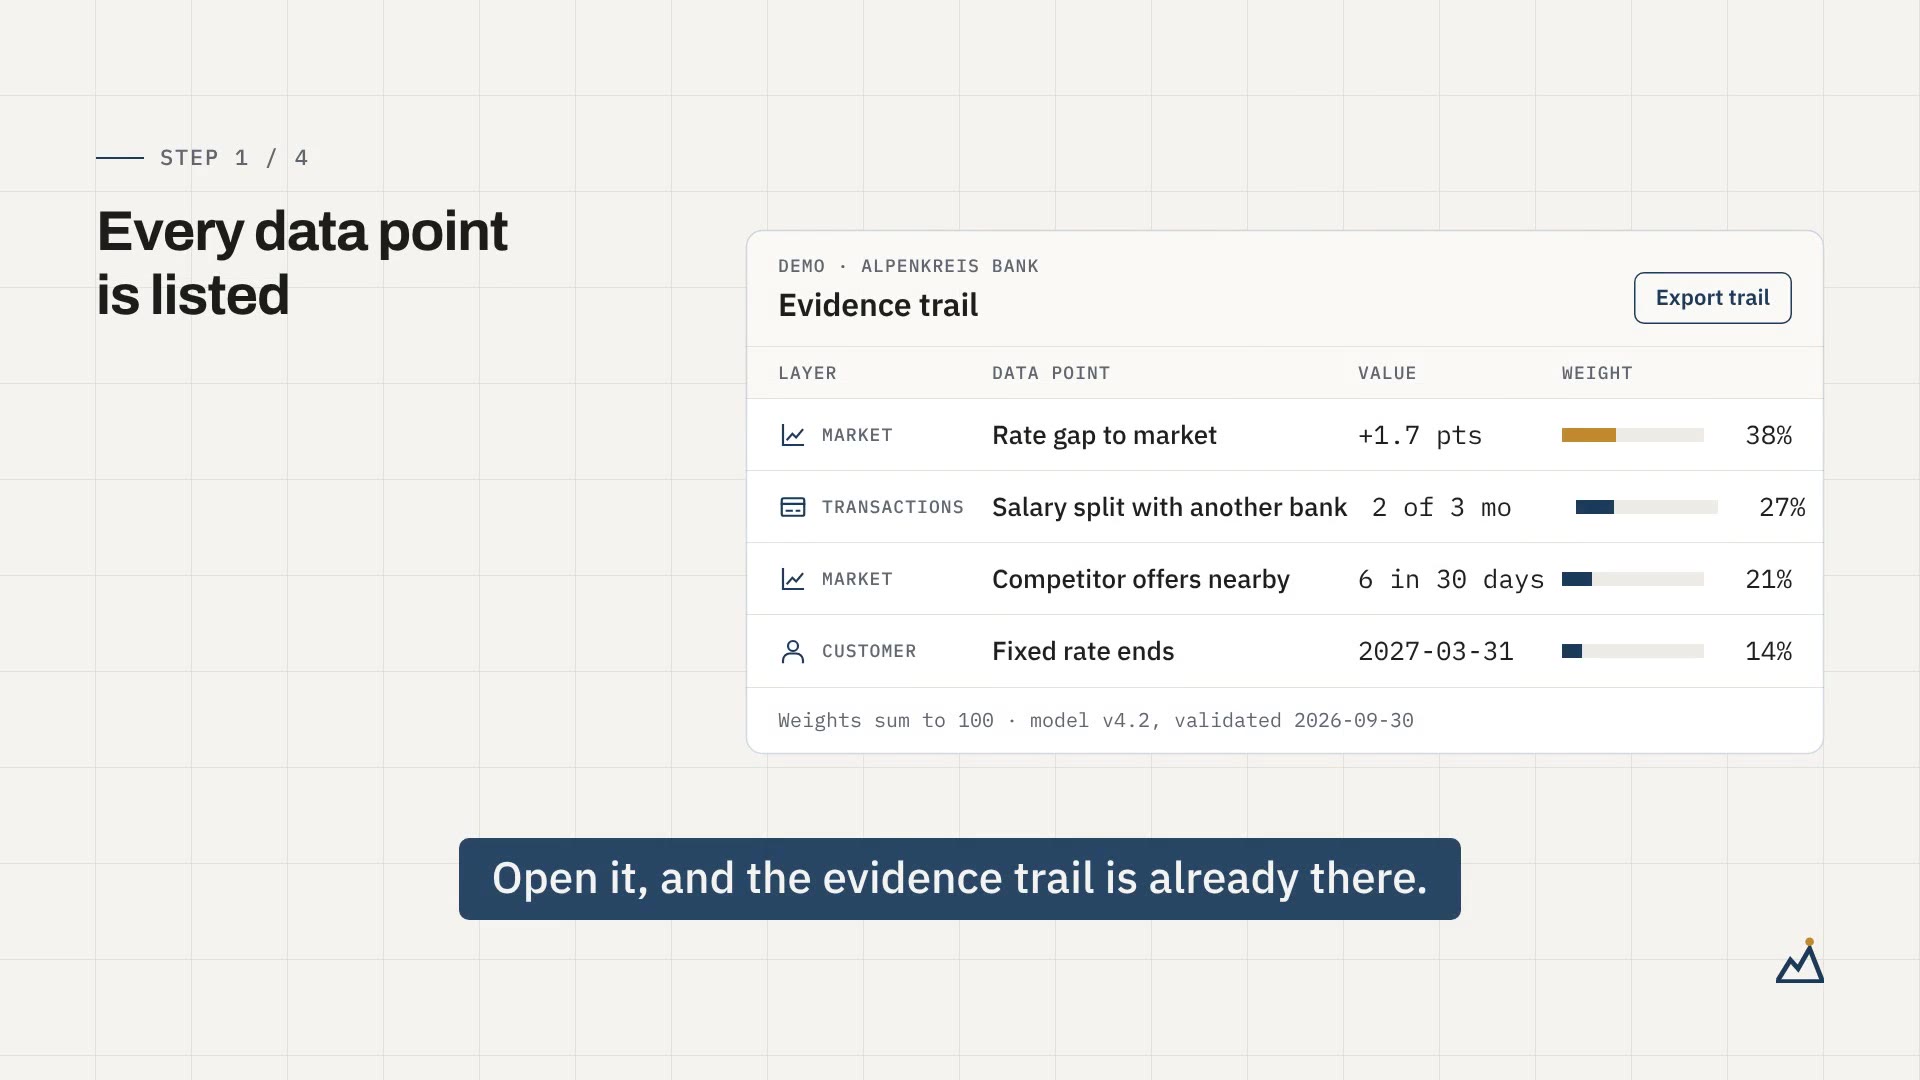 STEP 1 / 4
Every data point
is listed
DEMO · ALPENKREIS BANK
Evidence trail
Export trail
LAYER DATA POINT VALUE WEIGHT
MARKET Rate gap to market +1.7 pts 38%
TRANSACTIONS Salary split with another bank 2 of 3 mo 27%
MARKET Competitor offers nearby 6 in 30 days 21%
CUSTOMER Fixed rate ends 2027-03-31 14%
Weights sum to 100 · model v4.2, validated 2026-09-30
Open it, and the evidence trail is already there.